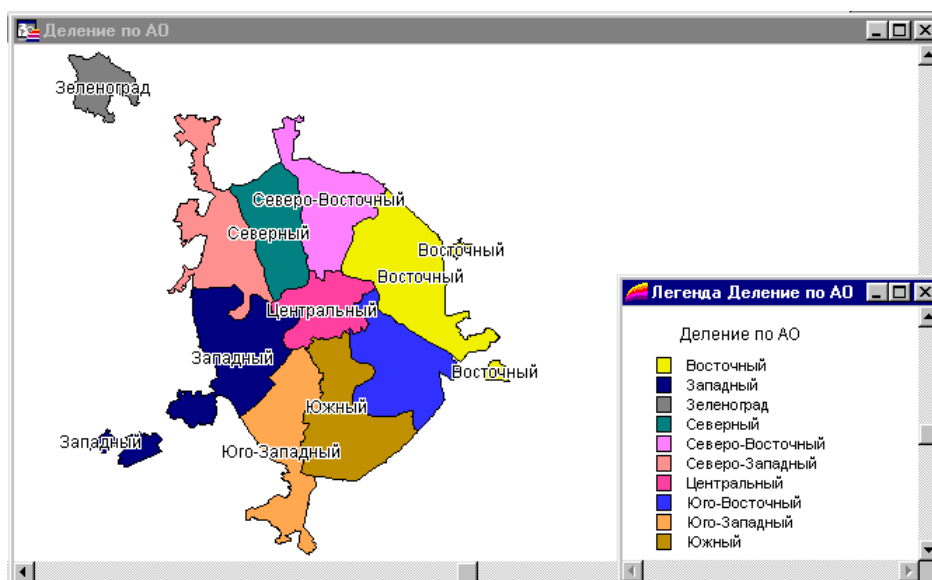 Деление по АО
Зеленоград
Северо-Восточный
Северный
Восточный
Восточный
Центральный
Западный
Восточный
Южный
Западный
Юго-Западный
Легенда Деление по АО
Деление по АО
Восточный
Западный
Зеленоград
Северный
Северо-Восточный
Северо-Западный
Центральный
Юго-Восточный
Юго-Западный
Южный